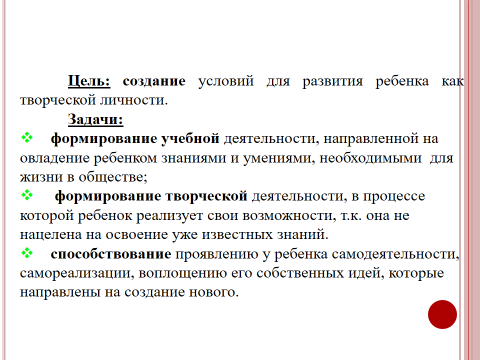 Цель: создание условий для развития ребенка как
творческой личности.
Задачи:
❖ формирование учебной деятельности, направленной на
овладение ребенком знаниями и умениями, необходимыми для
жизни в обществе;
❖ формирование творческой деятельности, в процессе
которой ребенок реализует свои возможности, т.к. она не
нацелена на освоение уже известных знаний.
❖ способствование проявлению у ребенка самодеятельности,
самореализации, воплощению его собственных идей, которые
направлены на создание нового.